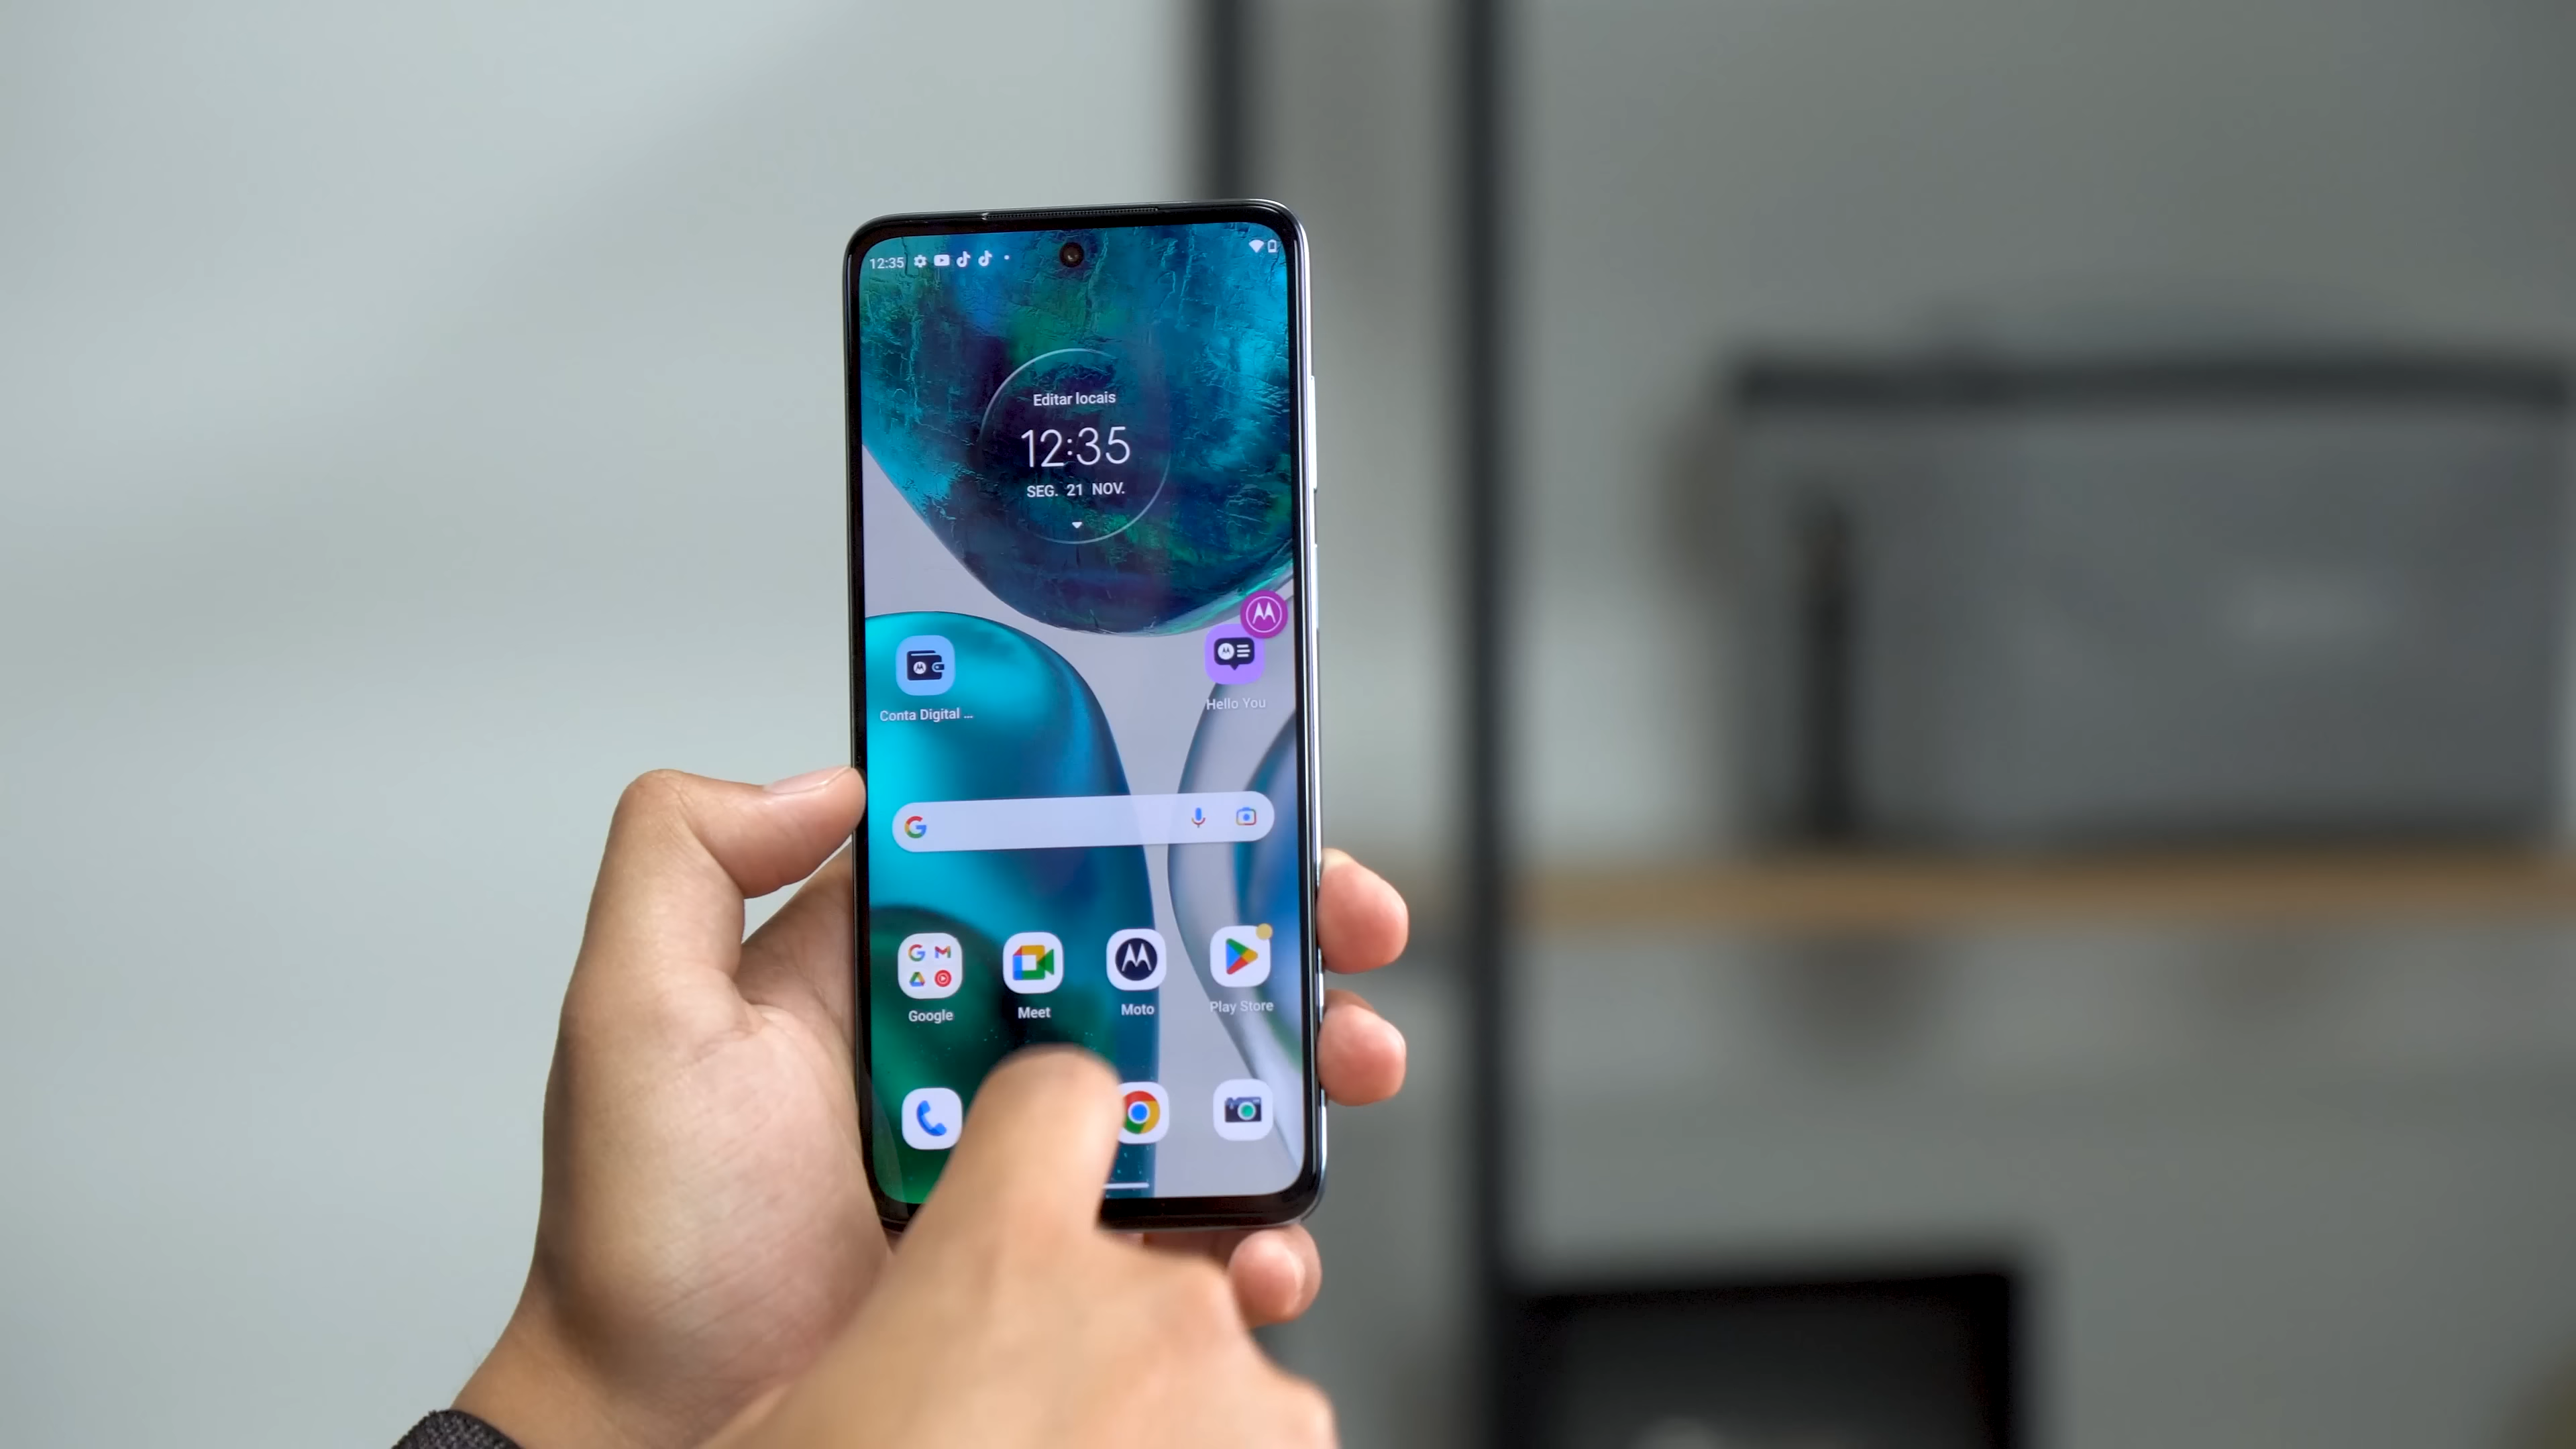 12:35
Editar locais
12:35
SEG. 21 NOV.
Conta Digital ...
Hello You
Google
Meet
Moto
Play Store